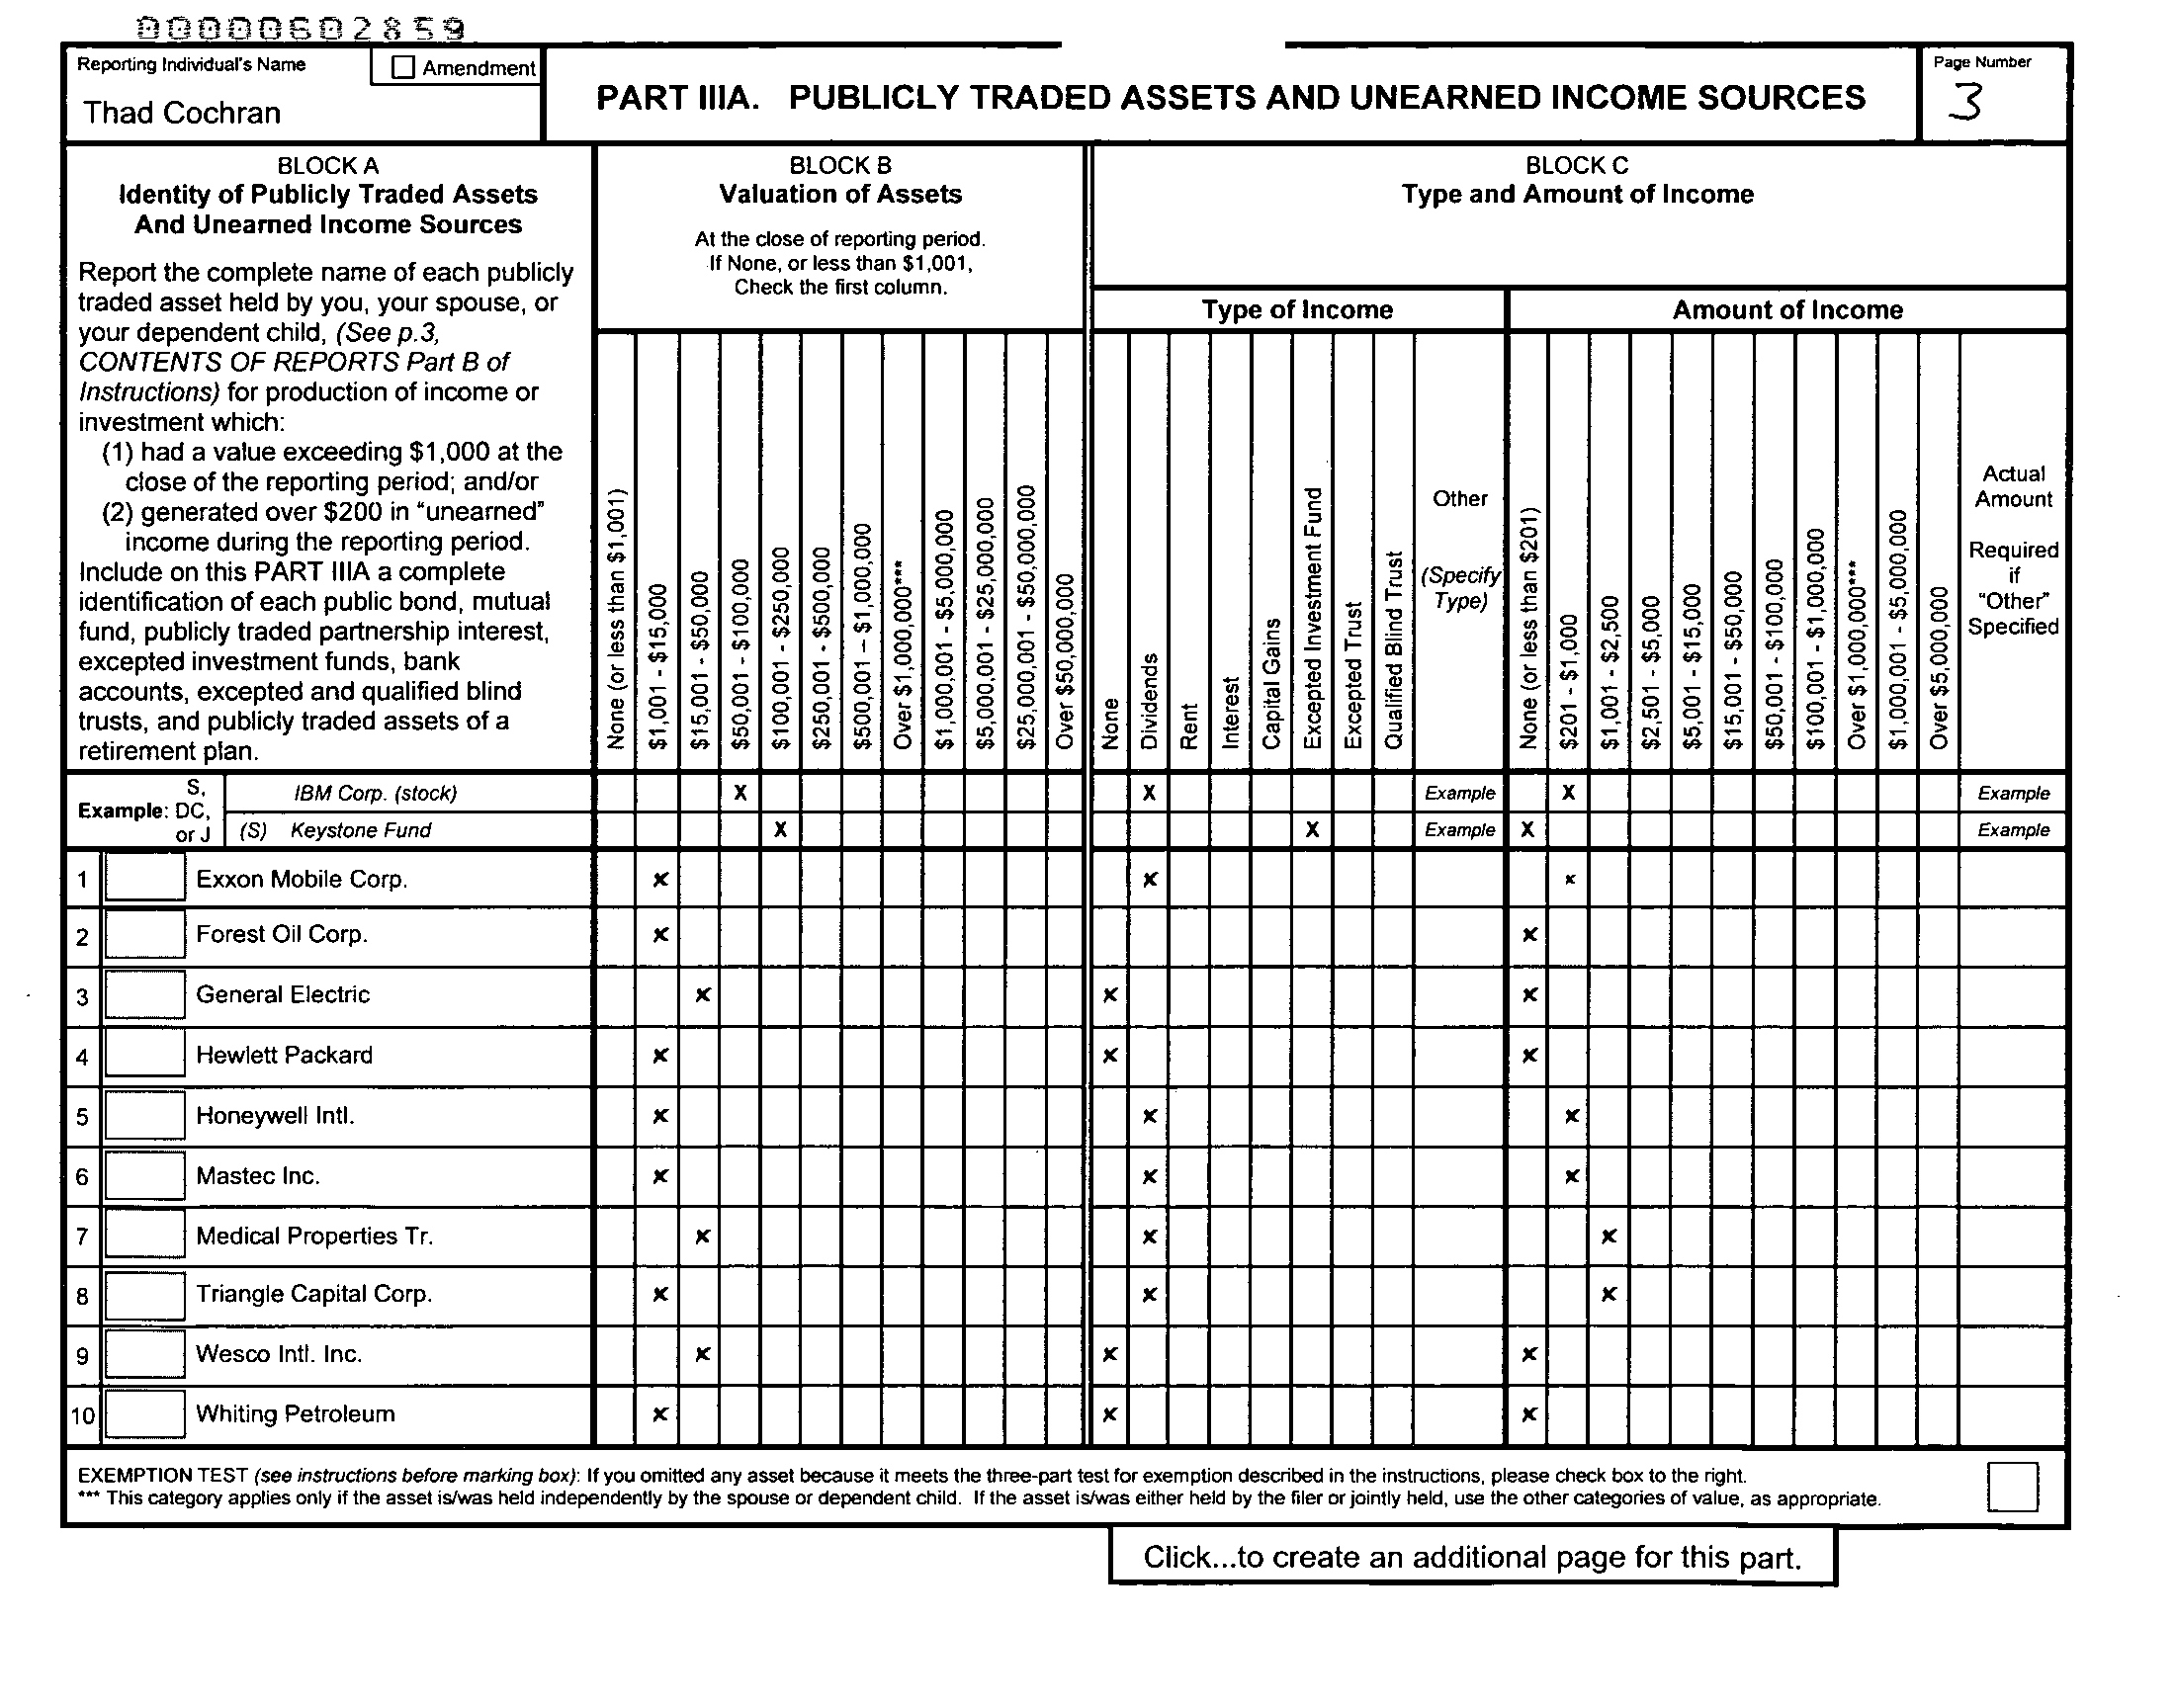 00000602859
Reporting Individual's Name
Amendment
Thad Cochran
PART IIIA. PUBLICLY TRADED ASSETS AND UNEARNED INCOME SOURCES
Page Number
3
BLOCK A
Identity of Publicly Traded Assets
And Unearned Income Sources
Report the complete name of each publicly
traded asset held by you, your spouse, or
your dependent child, (See p.3,
CONTENTS OF REPORTS Part B of
Instructions) for production of income or
investment which:
(1) had a value exceeding $1,000 at the
close of the reporting period; and/or
(2) generated over $200 in "unearned"
income during the reporting period.
Include on this PART IIIA a complete
identification of each public bond, mutual
fund, publicly traded partnership interest,
excepted investment funds, bank
accounts, excepted and qualified blind
trusts, and publicly traded assets of a
retirement plan.
BLOCK B
Valuation of Assets
At the close of reporting period.
If None, or less than $1,001,
Check the first column.
None (or less than $1,001)
$1,001 - $15,000
$15,001 - $50,000
$50,001 - $100,000
$100,001 - $250,000
$250,001 - $500,000
$500,001 – $1,000,000
Over $1,000,000***
$1,000,001 - $5,000,000
$5,000,001 - $25,000,000
$25,000,001 - $50,000,000
Over $50,000,000
BLOCK C
Type and Amount of Income
Type of Income
None
Dividends
Rent
Interest
Capital Gains
Excepted Investment Fund
Excepted Trust
Qualified Blind Trust
Other
(Specify
Type)
Amount of Income
None (or less than $201)
$201 - $1,000
$1,001 - $2,500
$2,501 - $5,000
$5,001 - $15,000
$15,001 - $50,000
$50,001 - $100,000
$100,001 - $1,000,000
Over $1,000,000***
$1,000,001 - $5,000,000
Over $5,000,000
Actual
Amount
Required
if
"Other"
Specified
Example: S, DC, or J
IBM Corp. (stock) X X Example X Example
(S) Keystone Fund X X Example X Example
1 Exxon Mobile Corp. x x x
2 Forest Oil Corp. x x
3 General Electric x x x
4 Hewlett Packard x x x
5 Honeywell Intl. x x x
6 Mastec Inc. x x x
7 Medical Properties Tr. x x x
8 Triangle Capital Corp. x x x
9 Wesco Intl. Inc. x x x
10 Whiting Petroleum x x x
EXEMPTION TEST (see instructions before marking box): If you omitted any asset because it meets the three-part test for exemption described in the instructions, please check box to the right.
*** This category applies only if the asset is/was held independently by the spouse or dependent child. If the asset is/was either held by the filer or jointly held, use the other categories of value, as appropriate.
Click...to create an additional page for this part.